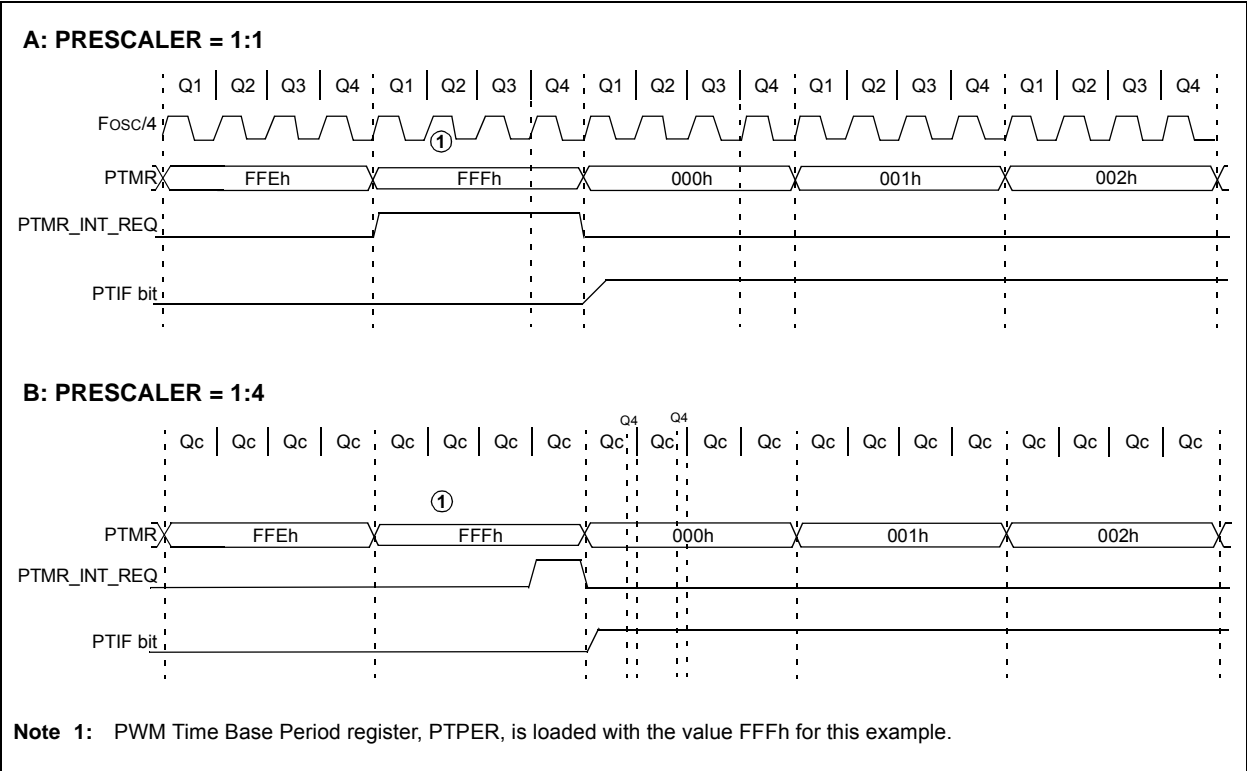 A: PRESCALER = 1:1
Q1 Q2 Q3 Q4 Q1 Q2 Q3 Q4 Q1 Q2 Q3 Q4 Q1 Q2 Q3 Q4 Q1 Q2 Q3 Q4
FOSC/4
1
PTMR FFEh FFFh 000h 001h 002h
PTMR_INT_REQ
PTIF bit
B: PRESCALER = 1:4
Q4 Q4
Qc Qc Qc Qc Qc Qc Qc Qc Qc Qc Qc Qc Qc Qc Qc Qc Qc Qc Qc Qc
1
PTMR FFEh FFFh 000h 001h 002h
PTMR_INT_REQ
PTIF bit
Note 1: PWM Time Base Period register, PTPER, is loaded with the value FFFh for this example.